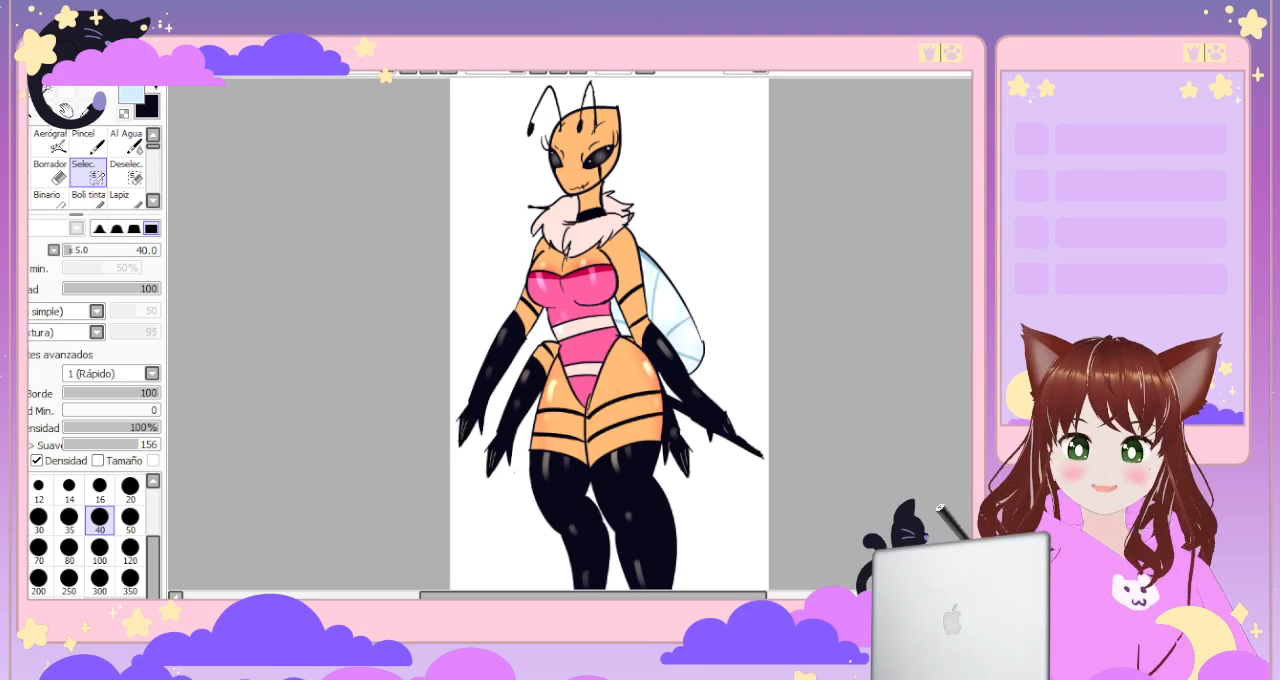 Aerógraf Pincel Al Agua
Borrador Selec. Deselec.
Binario Boli tinta Lapiz
x 5.0 40.0
min. 50%
ad 100
simple) 50
tura) 95
es avanzados
1 (Rápido)
Borde 100
d Min. 0
ensidad 100%
> Suav 156
Densidad Tamaño
12 14 16 20
30 35 40 50
70 80 100 120
200 250 300 350